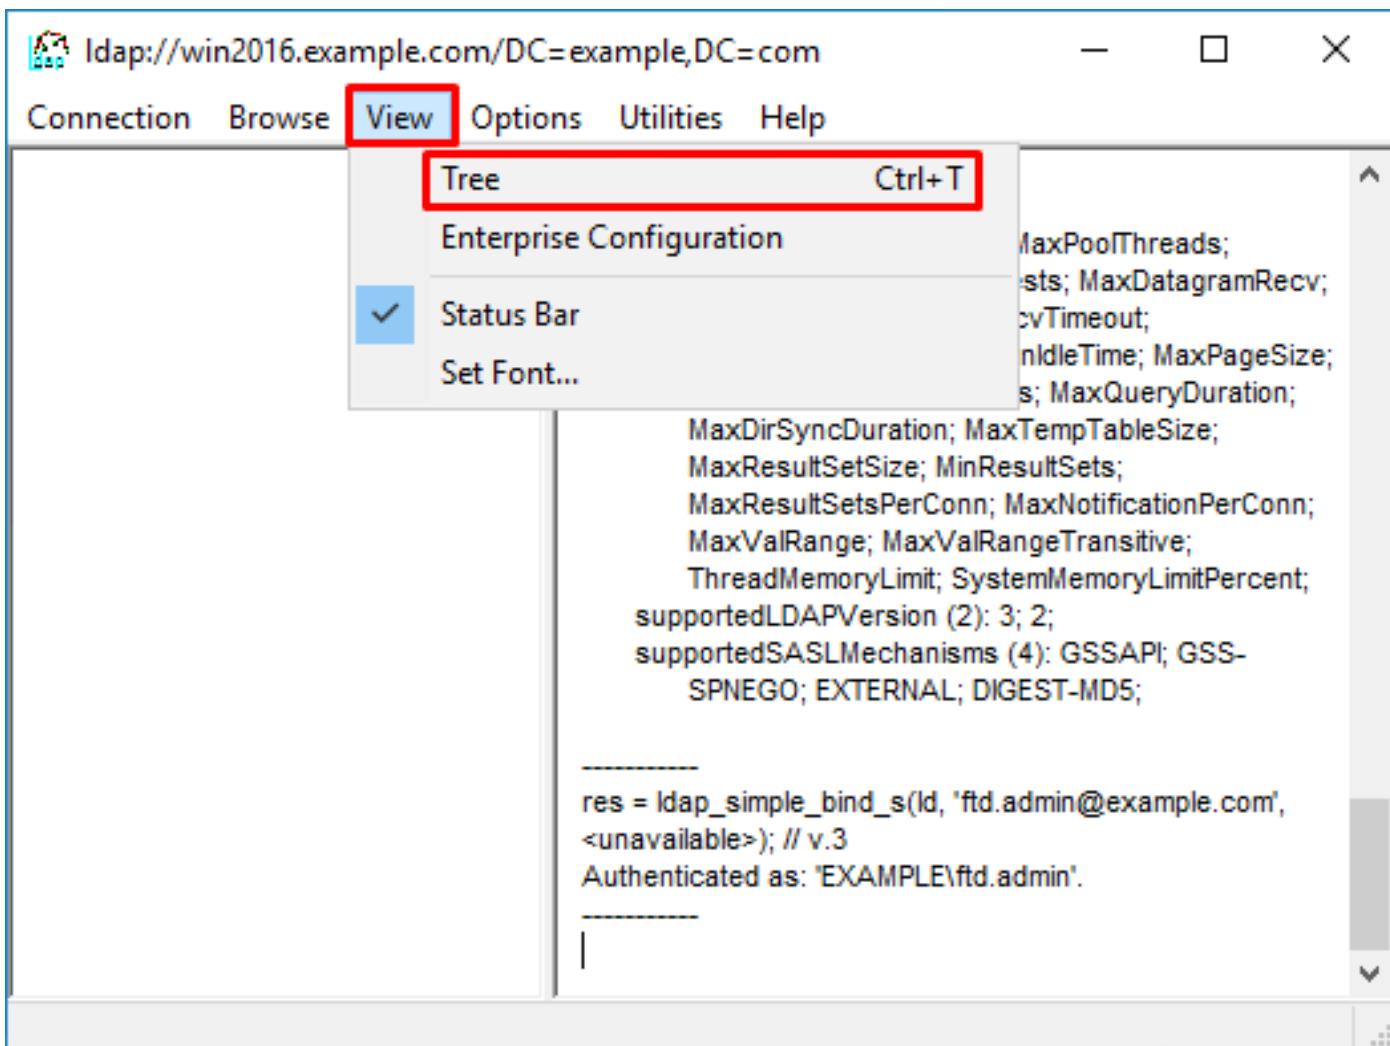 ldap://win2016.example.com/DC=example,DC=com
Connection Browse View Options Utilities Help
Tree Ctrl+T
Enterprise Configuration
Status Bar
Set Font...
MaxPoolThreads;
sts; MaxDatagramRecv;
cvTimeout;
nIdleTime; MaxPageSize;
s; MaxQueryDuration;
MaxDirSyncDuration; MaxTempTableSize;
MaxResultSetSize; MinResultSets;
MaxResultSetsPerConn; MaxNotificationPerConn;
MaxValRange; MaxValRangeTransitive;
ThreadMemoryLimit; SystemMemoryLimitPercent;
supportedLDAPVersion (2): 3; 2;
supportedSASLMechanisms (4): GSSAPI; GSS-
SPNEGO; EXTERNAL; DIGEST-MD5;
-----------
res = ldap_simple_bind_s(ld, 'ftd.admin@example.com',
<unavailable>); // v.3
Authenticated as: 'EXAMPLE\ftd.admin'.
-----------